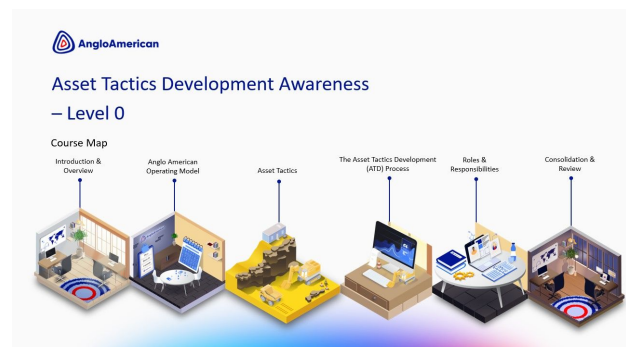 AngloAmerican
Asset Tactics Development Awareness
– Level 0
Course Map
Introduction &
Overview
Anglo American
Operating Model
Asset Tactics
The Asset Tactics Development
(ATD) Process
Roles &
Responsibilities
Consolidation &
Review